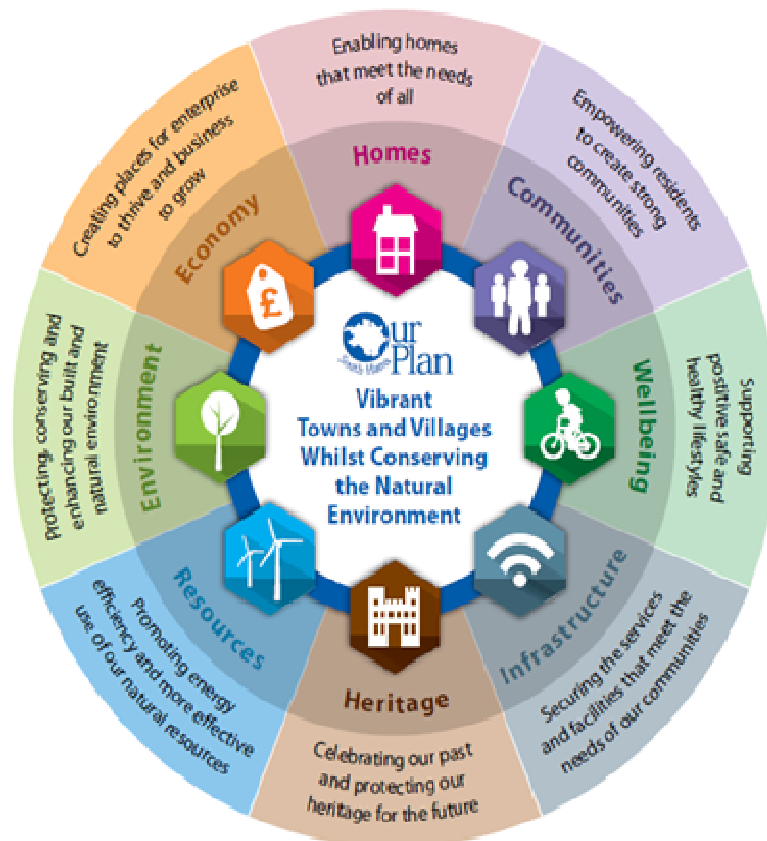 Enabling homes
that meet the needs
of all
Homes
Empowering residents
to create strong
communities
Communities
Supporting
postitive safe and
healthy lifestyles
Wellbeing
Securing the services
and facilities that meet the
needs of our communities
Infrastructure
Celebrating our past
and protecting our
heritage for the future
Heritage
Promoting energy
efficiency and more effective
use of our natural resources
Resources
protecting, conserving and
enhancing our built and
natural environment
Environment
Creating places for enterprise
to thrive and business
to grow
Economy
£
Our
Plan
South Hams
Vibrant
Towns and Villages
Whilst Conserving
the Natural
Environment